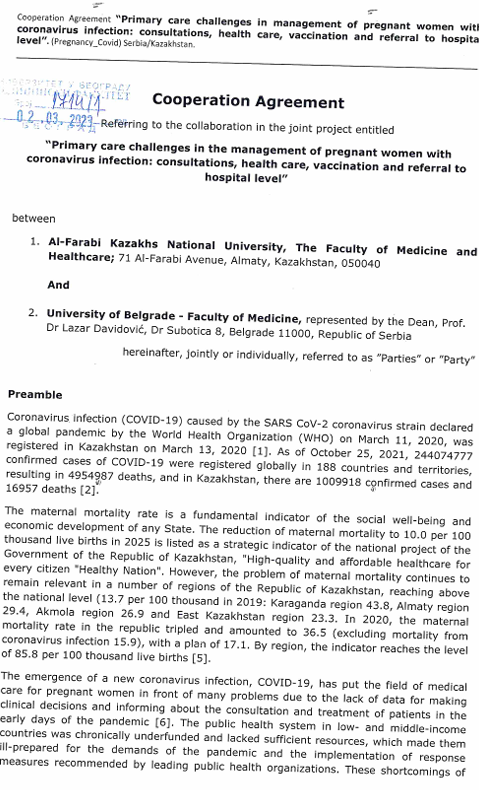 Cooperation Agreement "Primary care challenges in management of pregnant women with
coronavirus infection: consultations, health care, vaccination and referral to hospita
level". (Pregnancy_Covid) Serbia/Kazakhstan.
1714/1
Cooperation Agreement
02.03.2023 Referring to the collaboration in the joint project entitled
"Primary care challenges in the management of pregnant women with
coronavirus infection: consultations, health care, vaccination and referral to
hospital level"
between
1. Al-Farabi Kazakhs National University, The Faculty of Medicine and
Healthcare; 71 Al-Farabi Avenue, Almaty, Kazakhstan, 050040
And
2. University of Belgrade - Faculty of Medicine, represented by the Dean, Prof.
Dr Lazar Davidović, Dr Subotica 8, Belgrade 11000, Republic of Serbia
hereinafter, jointly or individually, referred to as "Parties" or "Party"
Preamble
Coronavirus infection (COVID-19) caused by the SARS CoV-2 coronavirus strain declared
a global pandemic by the World Health Organization (WHO) on March 11, 2020, was
registered in Kazakhstan on March 13, 2020 [1]. As of October 25, 2021, 244074777
confirmed cases of COVID-19 were registered globally in 188 countries and territories,
resulting in 4954987 deaths, and in Kazakhstan, there are 1009918 confirmed cases and
16957 deaths [2].
The maternal mortality rate is a fundamental indicator of the social well-being and
economic development of any State. The reduction of maternal mortality to 10.0 per 100
thousand live births in 2025 is listed as a strategic indicator of the national project of the
Government of the Republic of Kazakhstan, "High-quality and affordable healthcare for
every citizen "Healthy Nation". However, the problem of maternal mortality continues to
remain relevant in a number of regions of the Republic of Kazakhstan, reaching above
the national level (13.7 per 100 thousand in 2019: Karaganda region 43.8, Almaty region
29.4, Akmola region 26.9 and East Kazakhstan region 23.3. In 2020, the maternal
mortality rate in the republic tripled and amounted to 36.5 (excluding mortality from
coronavirus infection 15.9), with a plan of 17.1. By region, the indicator reaches the level
of 85.8 per 100 thousand live births [5].
The emergence of a new coronavirus infection, COVID-19, has put the field of medical
care for pregnant women in front of many problems due to the lack of data for making
clinical decisions and informing about the consultation and treatment of patients in the
early days of the pandemic [6]. The public health system in low- and middle-income
countries was chronically underfunded and lacked sufficient resources, which made them
ill-prepared for the demands of the pandemic and the implementation of response
measures recommended by leading public health organizations. These shortcomings of